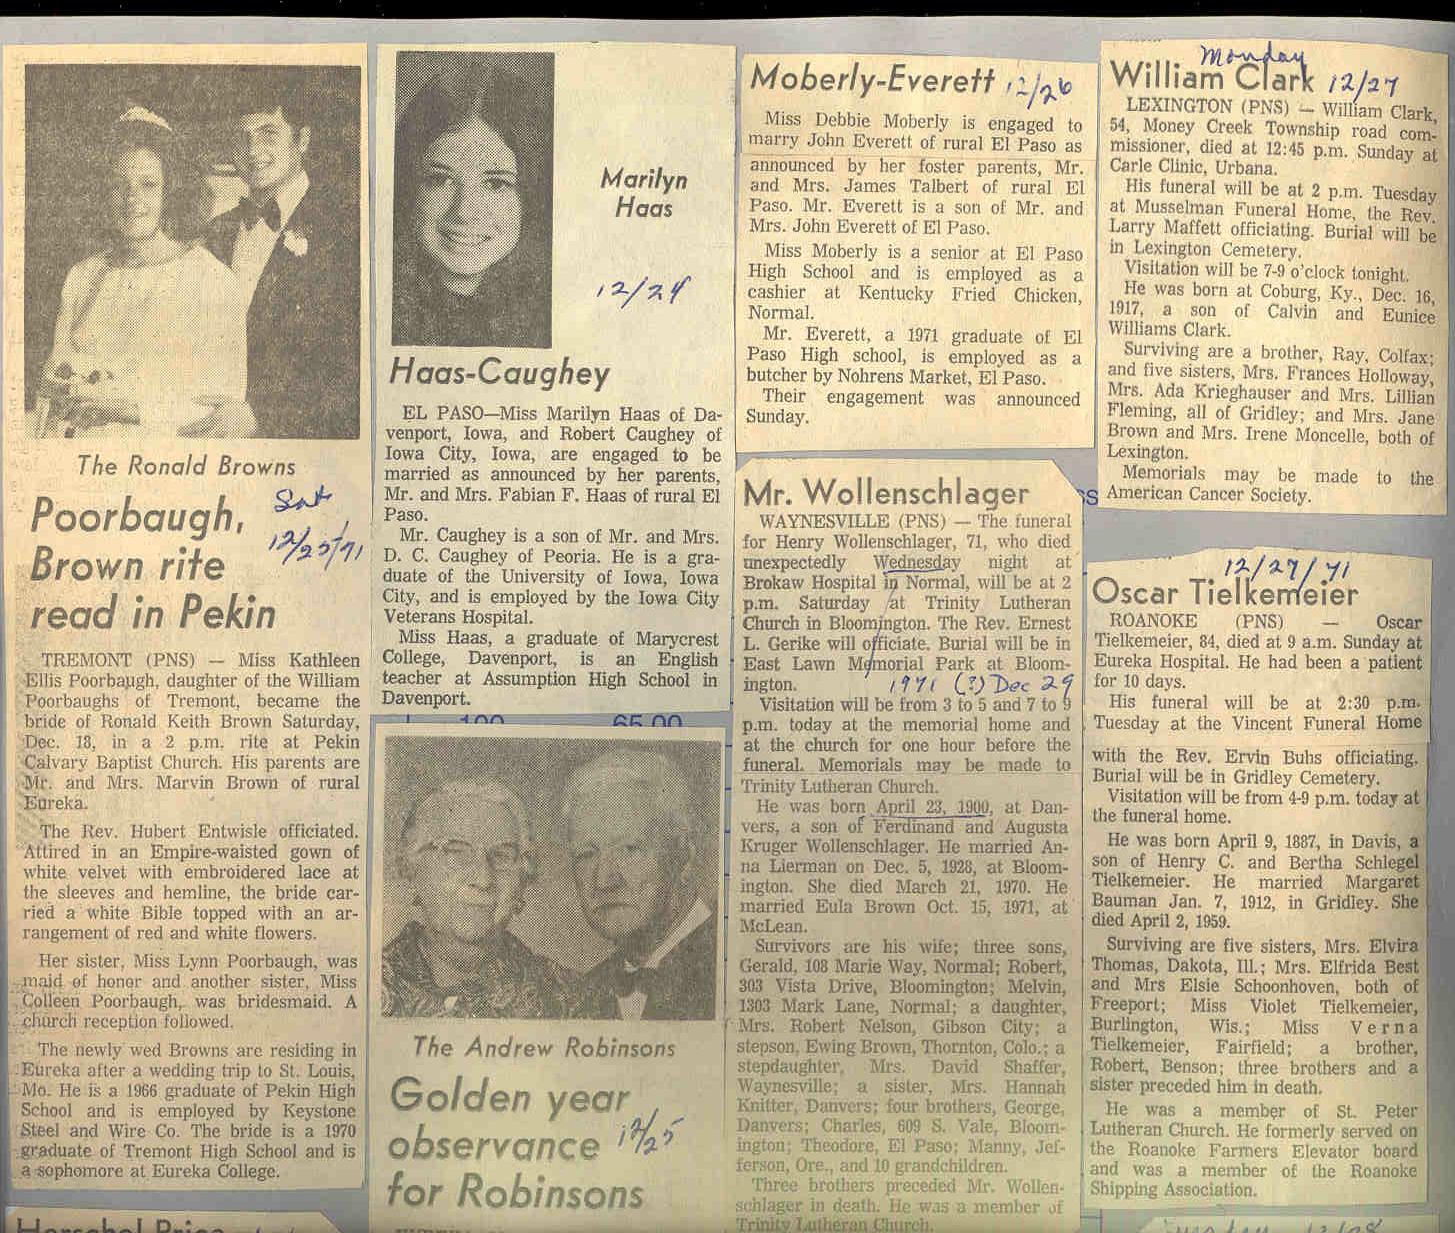 The Ronald Browns
Poorbaugh,
Brown rite
read in Pekin
Sat
12/25/71
TREMONT (PNS) — Miss Kathleen
Ellis Poorbaugh, daughter of the William
Poorbaughs of Tremont, became the
bride of Ronald Keith Brown Saturday,
Dec. 18, in a 2 p.m. rite at Pekin
Calvary Baptist Church. His parents are
Mr. and Mrs. Marvin Brown of rural
Eureka.
The Rev. Hubert Entwisle officiated.
Attired in an Empire-waisted gown of
white velvet with embroidered lace at
the sleeves and hemline, the bride car-
ried a white Bible topped with an ar-
rangement of red and white flowers.
Her sister, Miss Lynn Poorbaugh, was
maid of honor and another sister, Miss
Colleen Poorbaugh, was bridesmaid. A
church reception followed.
The newly wed Browns are residing in
Eureka after a wedding trip to St. Louis,
Mo. He is a 1966 graduate of Pekin High
School and is employed by Keystone
Steel and Wire Co. The bride is a 1970
graduate of Tremont High School and is
a sophomore at Eureka College.
Herschel Price
Marilyn
Haas
12/24
Haas-Caughey
EL PASO—Miss Marilyn Haas of Da-
venport, Iowa, and Robert Caughey of
Iowa City, Iowa, are engaged to be
married as announced by her parents,
Mr. and Mrs. Fabian F. Haas of rural El
Paso.
Mr. Caughey is a son of Mr. and Mrs.
D. C. Caughey of Peoria. He is a gra-
duate of the University of Iowa, Iowa
City, and is employed by the Iowa City
Veterans Hospital.
Miss Haas, a graduate of Marycrest
College, Davenport, is an English
teacher at Assumption High School in
Davenport.
100 65.00
The Andrew Robinsons
Golden year
observance
for Robinsons
12/25
Moberly-Everett 12/26
Miss Debbie Moberly is engaged to
marry John Everett of rural El Paso as
announced by her foster parents, Mr.
and Mrs. James Talbert of rural El
Paso. Mr. Everett is a son of Mr. and
Mrs. John Everett of El Paso.
Miss Moberly is a senior at El Paso
High School and is employed as a
cashier at Kentucky Fried Chicken,
Normal.
Mr. Everett, a 1971 graduate of El
Paso High school, is employed as a
butcher by Nohrens Market, El Paso.
Their engagement was announced
Sunday.
Mr. Wollenschlager
WAYNESVILLE (PNS) — The funeral
for Henry Wollenschlager, 71, who died
unexpectedly Wednesday night at
Brokaw Hospital in Normal, will be at 2
p.m. Saturday at Trinity Lutheran
Church in Bloomington. The Rev. Ernest
L. Gerike will officiate. Burial will be in
East Lawn Memorial Park at Bloom-
ington. 1971 (?) Dec 29
Visitation will be from 3 to 5 and 7 to 9
p.m. today at the memorial home and
at the church for one hour before the
funeral. Memorials may be made to
Trinity Lutheran Church.
He was born April 23, 1900, at Dan-
vers, a son of Ferdinand and Augusta
Kruger Wollenschlager. He married An-
na Lierman on Dec. 5, 1928, at Bloom-
ington. She died March 21, 1970. He
married Eula Brown Oct. 15, 1971, at
McLean.
Survivors are his wife; three sons,
Gerald, 108 Marie Way, Normal; Robert,
303 Vista Drive, Bloomington; Melvin,
1303 Mark Lane, Normal; a daughter,
Mrs. Robert Nelson, Gibson City; a
stepson, Ewing Brown, Thornton, Colo.; a
stepdaughter, Mrs. David Shaffer,
Waynesville; a sister, Mrs. Hannah
Knitter, Danvers; four brothers, George,
Danvers; Charles, 609 S. Vale, Bloom-
ington; Theodore, El Paso; Manny, Jef-
ferson, Ore., and 10 grandchildren.
Three brothers preceded Mr. Wollen-
schlager in death. He was a member of
Trinity Lutheran Church.
Monday
William Clark 12/27
LEXINGTON (PNS) — William Clark,
54, Money Creek Township road com-
missioner, died at 12:45 p.m. Sunday at
Carle Clinic, Urbana.
His funeral will be at 2 p.m. Tuesday
at Musselman Funeral Home, the Rev.
Larry Maffett officiating. Burial will be
in Lexington Cemetery.
Visitation will be 7-9 o'clock tonight.
He was born at Coburg, Ky., Dec. 16,
1917, a son of Calvin and Eunice
Williams Clark.
Surviving are a brother, Ray, Colfax;
and five sisters, Mrs. Frances Holloway,
Mrs. Ada Krieghauser and Mrs. Lillian
Fleming, all of Gridley; and Mrs. Jane
Brown and Mrs. Irene Moncelle, both of
Lexington.
Memorials may be made to the
American Cancer Society.
12/27/71
Oscar Tielkemeier
ROANOKE (PNS) — Oscar
Tielkemeier, 84, died at 9 a.m. Sunday at
Eureka Hospital. He had been a patient
for 10 days.
His funeral will be at 2:30 p.m.
Tuesday at the Vincent Funeral Home
with the Rev. Ervin Buhs officiating.
Burial will be in Gridley Cemetery.
Visitation will be from 4-9 p.m. today at
the funeral home.
He was born April 9, 1887, in Davis, a
son of Henry C. and Bertha Schlegel
Tielkemeier. He married Margaret
Bauman Jan. 7, 1912, in Gridley. She
died April 2, 1959.
Surviving are five sisters, Mrs. Elvira
Thomas, Dakota, Ill.; Mrs. Elfrida Best
and Mrs Elsie Schoonhoven, both of
Freeport; Miss Violet Tielkemeier,
Burlington, Wis.; Miss Verna
Tielkemeier, Fairfield; a brother,
Robert, Benson; three brothers and a
sister preceded him in death.
He was a member of St. Peter
Lutheran Church. He formerly served on
the Roanoke Farmers Elevator board
and was a member of the Roanoke
Shipping Association.